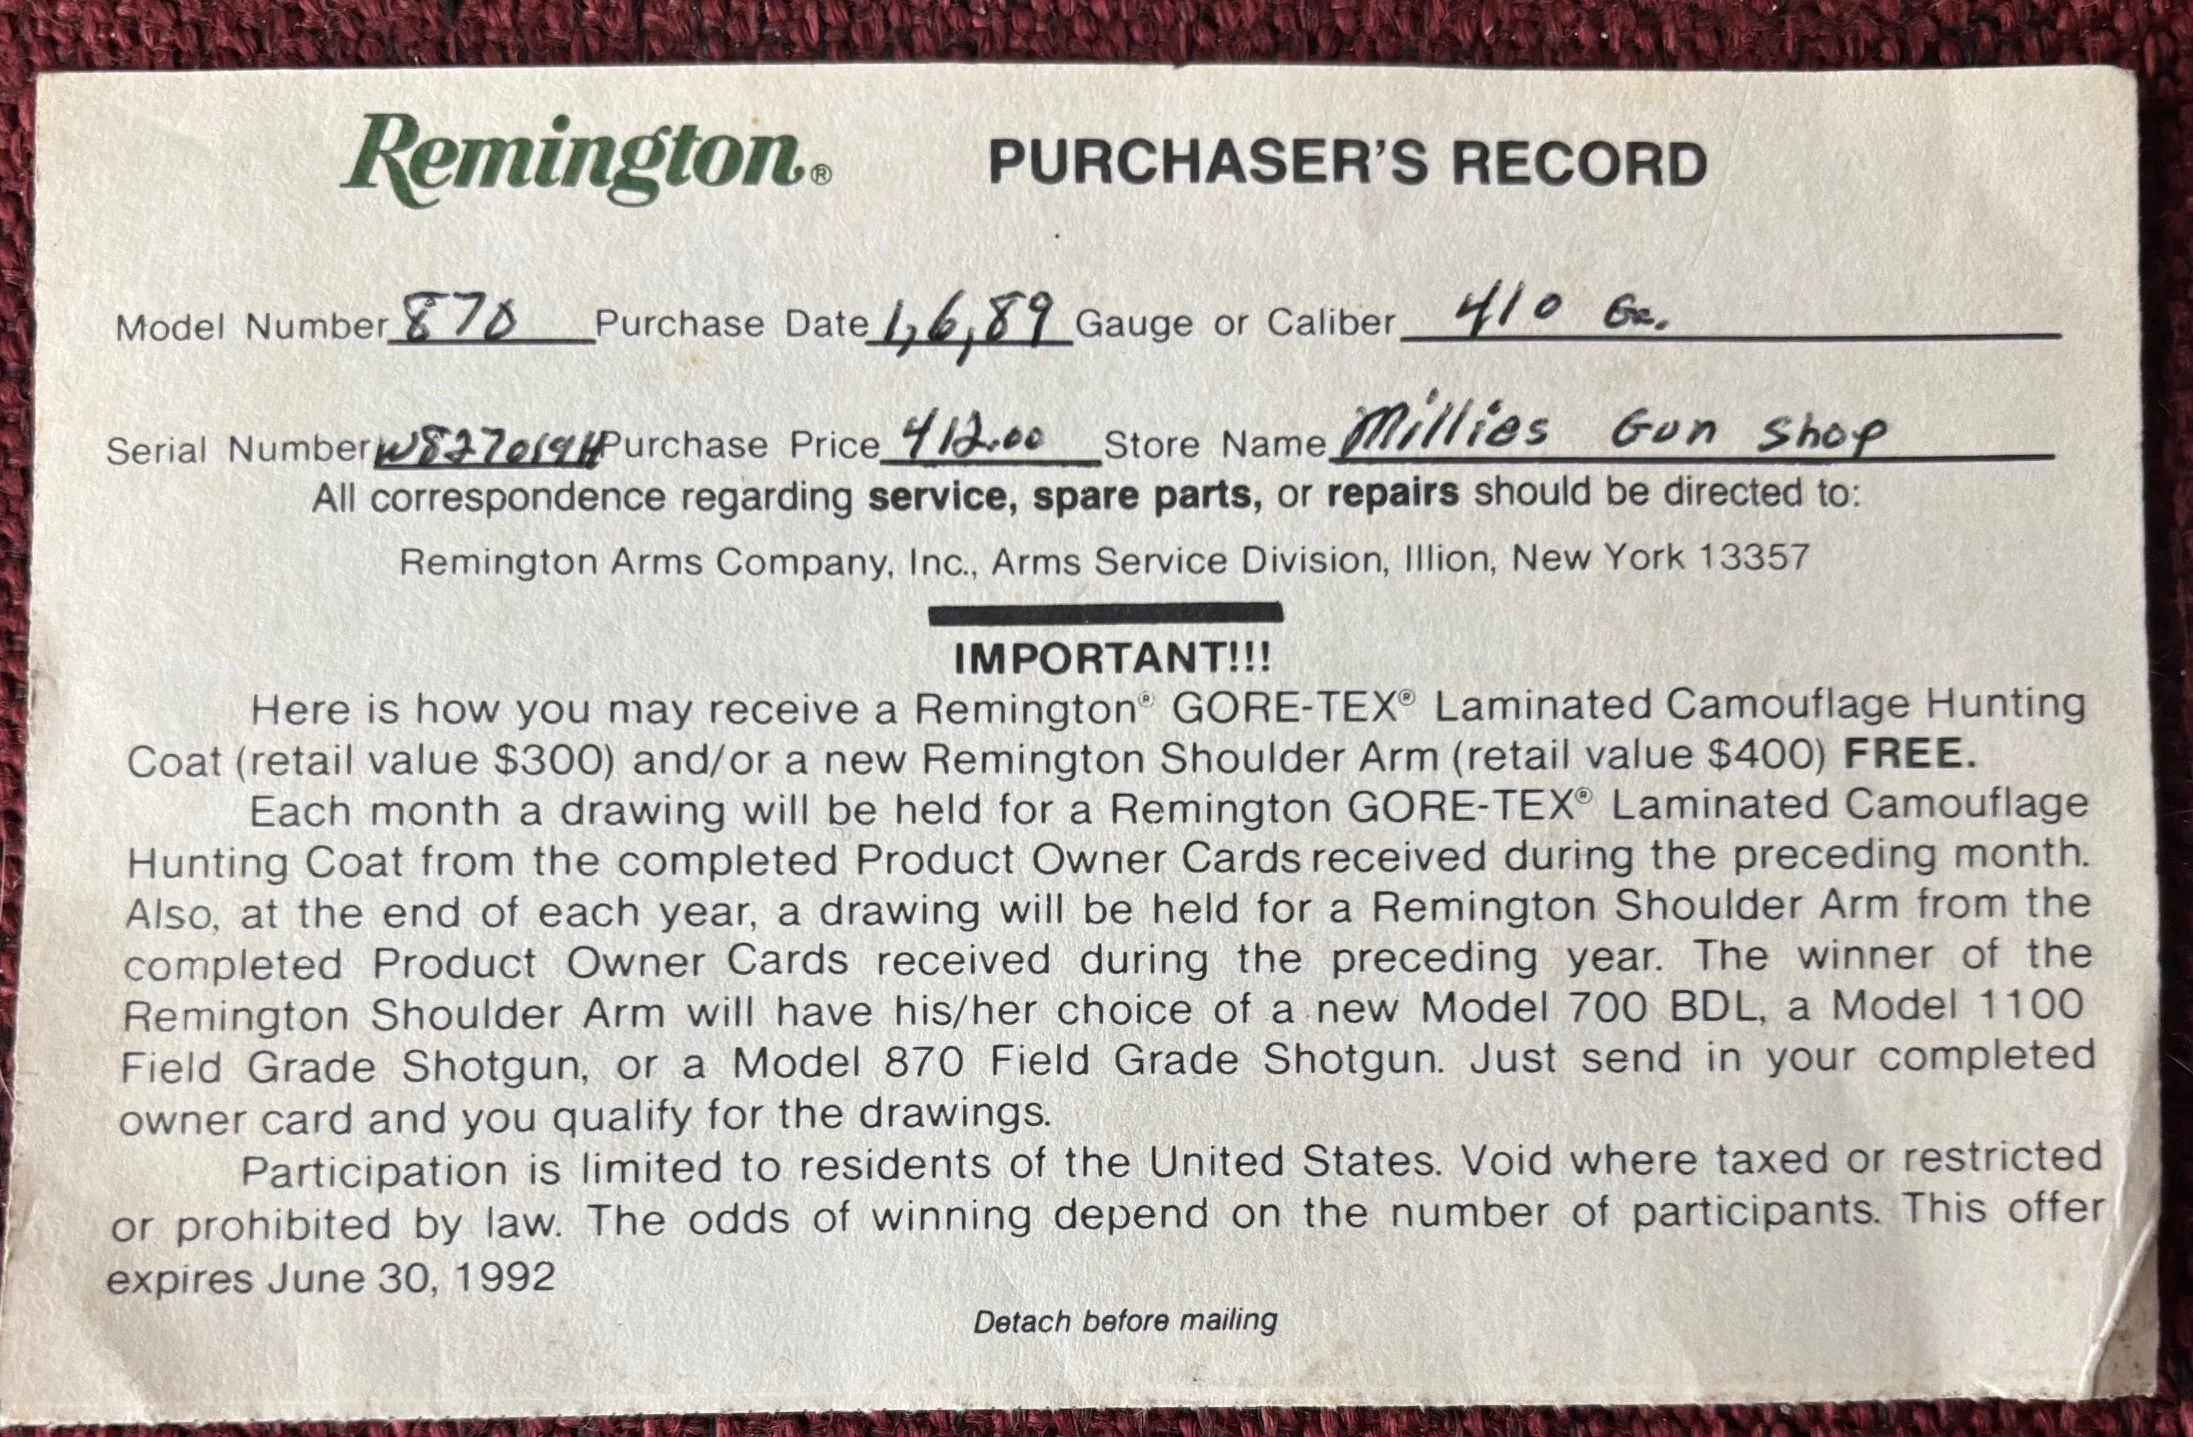 Remington® PURCHASER'S RECORD
Model Number 870 Purchase Date 1,6,89 Gauge or Caliber 410 Ga.
Serial Number W827019H Purchase Price 412.00 Store Name Millies Gun Shop
All correspondence regarding service, spare parts, or repairs should be directed to:
Remington Arms Company, Inc., Arms Service Division, Illion, New York 13357
IMPORTANT!!!
Here is how you may receive a Remington® GORE-TEX® Laminated Camouflage Hunting
Coat (retail value $300) and/or a new Remington Shoulder Arm (retail value $400) FREE.
Each month a drawing will be held for a Remington GORE-TEX® Laminated Camouflage
Hunting Coat from the completed Product Owner Cards received during the preceding month.
Also, at the end of each year, a drawing will be held for a Remington Shoulder Arm from the
completed Product Owner Cards received during the preceding year. The winner of the
Remington Shoulder Arm will have his/her choice of a new Model 700 BDL, a Model 1100
Field Grade Shotgun, or a Model 870 Field Grade Shotgun. Just send in your completed
owner card and you qualify for the drawings.
Participation is limited to residents of the United States. Void where taxed or restricted
or prohibited by law. The odds of winning depend on the number of participants. This offer
expires June 30, 1992
Detach before mailing